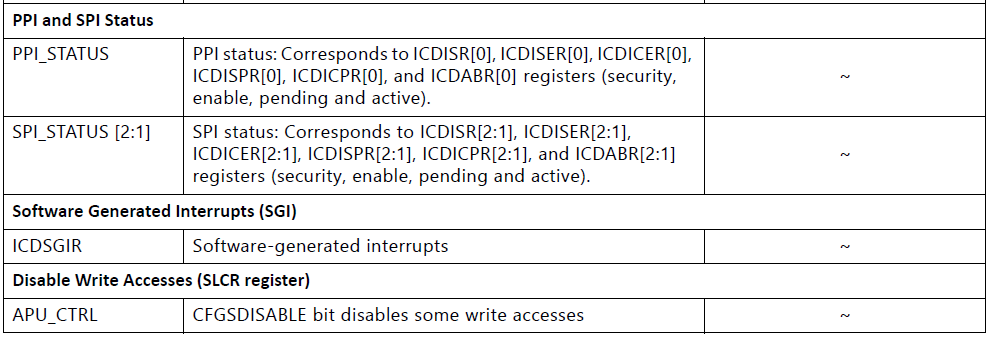 PPI and SPI Status
PPI_STATUS
PPI status: Corresponds to ICDISR[0], ICDISER[0], ICDICER[0],
ICDISPR[0], ICDICPR[0], and ICDABR[0] registers (security,
enable, pending and active).
~
SPI_STATUS [2:1]
SPI status: Corresponds to ICDISR[2:1], ICDISER[2:1],
ICDICER[2:1], ICDISPR[2:1], ICDICPR[2:1], and ICDABR[2:1]
registers (security, enable, pending and active).
~
Software Generated Interrupts (SGI)
ICDSGIR
Software-generated interrupts
~
Disable Write Accesses (SLCR register)
APU_CTRL
CFGSDISABLE bit disables some write accesses
~